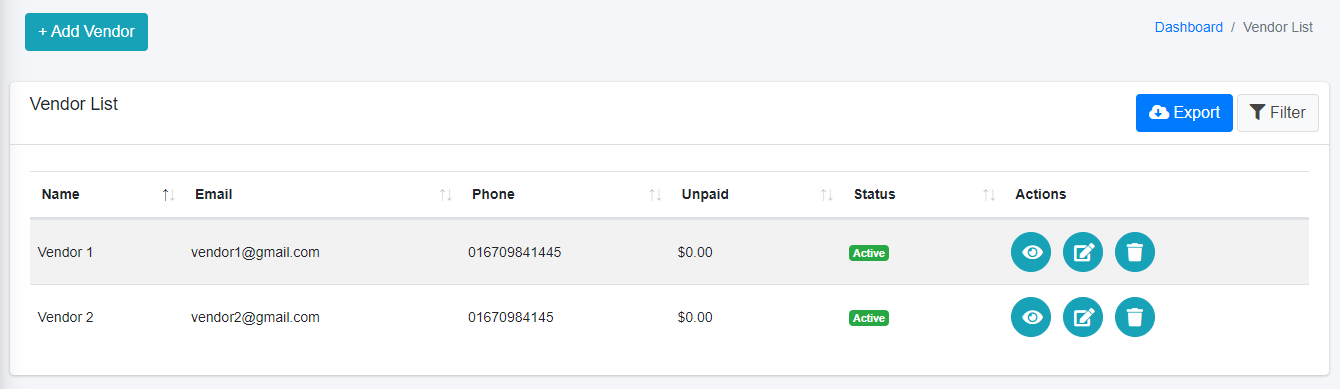 + Add Vendor
Dashboard / Vendor List
Vendor List
Export Filter
Name Email Phone Unpaid Status Actions
Vendor 1 vendor1@gmail.com 016709841445 $0.00 Active
Vendor 2 vendor2@gmail.com 01670984145 $0.00 Active